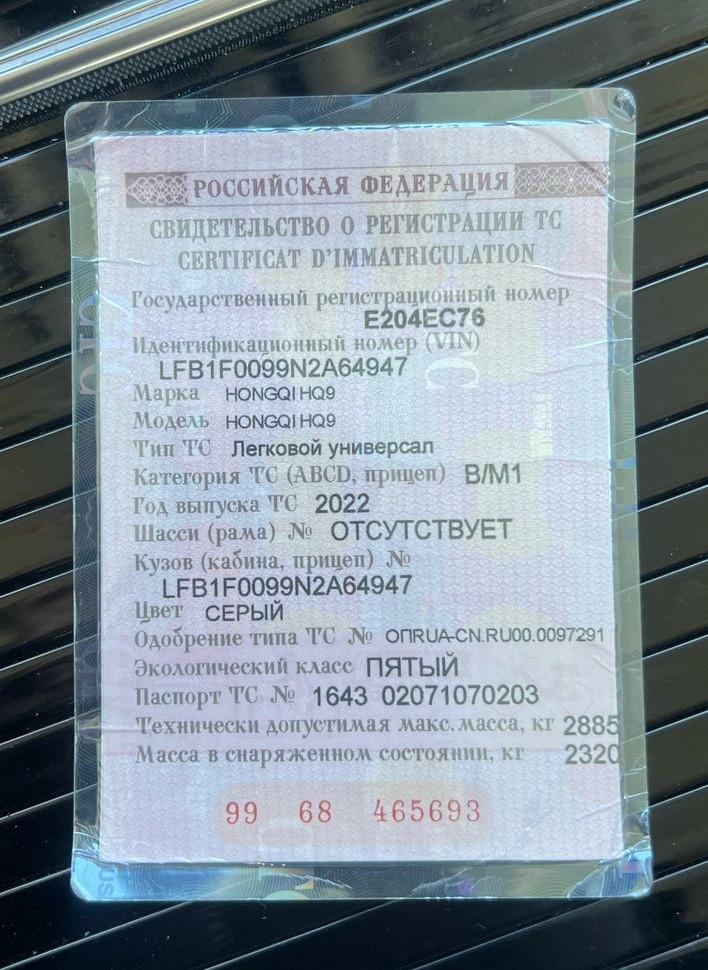 РОССИЙСКАЯ ФЕДЕРАЦИЯ
СВИДЕТЕЛЬСТВО О РЕГИСТРАЦИИ ТС
CERTIFICAT D'IMMATRICULATION
Государственный регистрационный номер
Е204ЕС76
Идентификационный номер (VIN)
LFB1F0099N2A64947
Марка HONGQI HQ9
Модель HONGQI HQ9
Тип ТС Легковой универсал
Категория ТС (ABCD, прицеп) B/M1
Год выпуска ТС 2022
Шасси (рама) № ОТСУТСТВУЕТ
Кузов (кабина, прицеп) №
LFB1F0099N2A64947
Цвет СЕРЫЙ
Одобрение типа ТС № ОПRUA-CN.RU00.0097291
Экологический класс ПЯТЫЙ
Паспорт ТС № 1643 02071070203
Технически допустимая макс. масса, кг 2885
Масса в снаряженном состоянии, кг 2320
99 68 465693